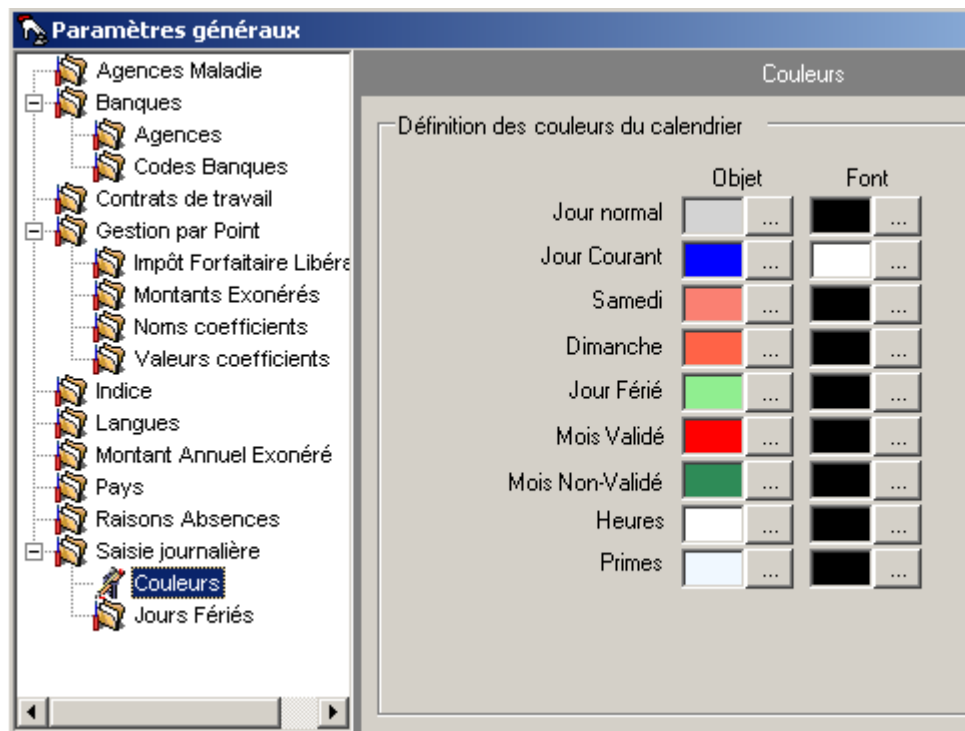 Paramètres généraux
Agences Maladie
Banques
Agences
Codes Banques
Contrats de travail
Gestion par Point
Impôt Forfaitaire Libéra
Montants Exonérés
Noms coefficients
Valeurs coefficients
Indice
Langues
Montant Annuel Exonéré
Pays
Raisons Absences
Saisie journalière
Couleurs
Jours Fériés
Couleurs
Définition des couleurs du calendrier
Objet Font
Jour normal ... ...
Jour Courant ... ...
Samedi ... ...
Dimanche ... ...
Jour Férié ... ...
Mois Validé ... ...
Mois Non-Validé ... ...
Heures ... ...
Primes ... ...